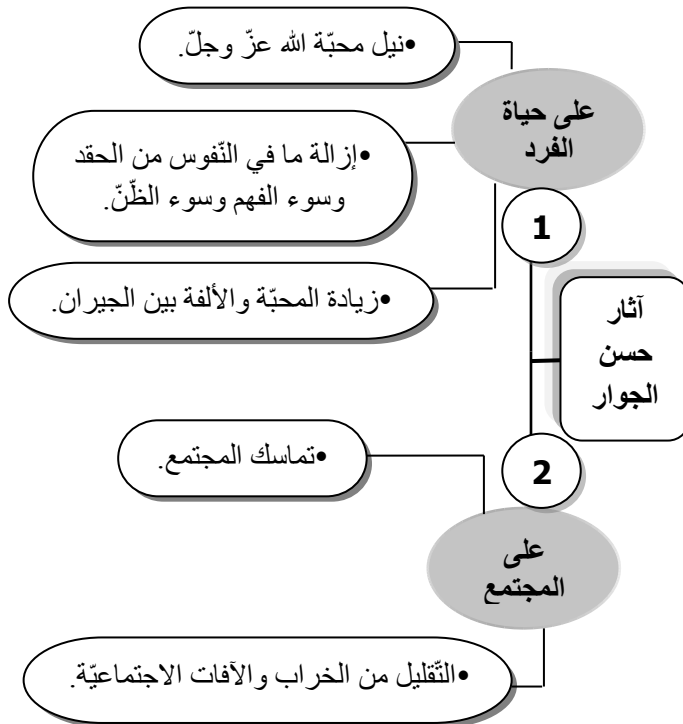 آثار
حسن
الجوار
1
على حياة
الفرد
•نيل محبّة الله عزّ وجلّ.
•إزالة ما في النّفوس من الحقد
وسوء الفهم وسوء الظّنّ.
•زيادة المحبّة والألفة بين الجيران.
2
على
المجتمع
•تماسك المجتمع.
•التّقليل من الخراب والآفات الاجتماعيّة.